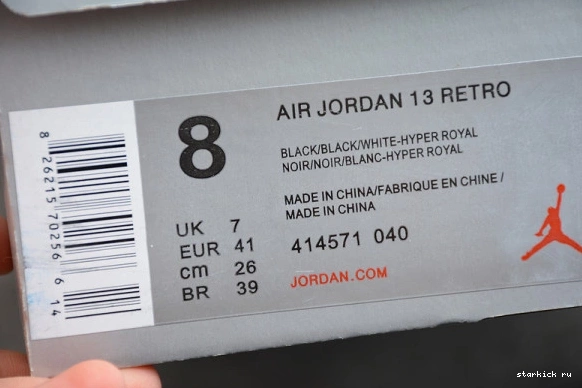 AIR JORDAN 13 RETRO
8
BLACK/BLACK/WHITE-HYPER ROYAL
NOIR/NOIR/BLANC-HYPER ROYAL
MADE IN CHINA/FABRIQUE EN CHINE/
MADE IN CHINA
414571 040
JORDAN.COM
UK 7
EUR 41
cm 26
BR 39
8 26215 70256 6 14
starkick ru